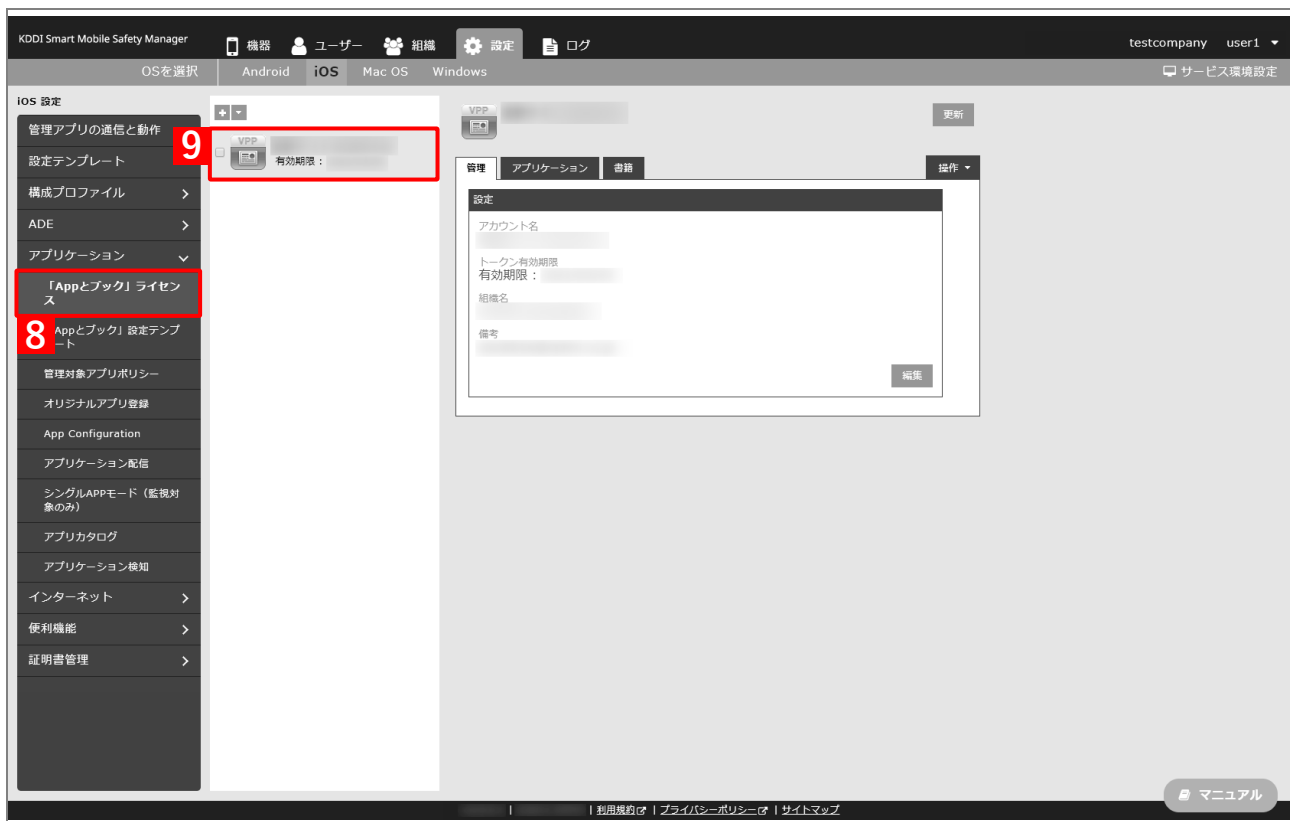 KDDI Smart Mobile Safety Manager
機器 ユーザー 組織 設定 ログ
testcompany user1
OSを選択 Android iOS Mac OS Windows
サービス環境設定
iOS 設定
管理アプリの通信と動作
設定テンプレート
構成プロファイル
ADE
アプリケーション
「Appとブック」ライセン
ス
8
Appとブック」設定テンプ
ート
管理対象アプリポリシー
オリジナルアプリ登録
App Configuration
アプリケーション配信
シングルAPPモード(監視対
象のみ)
アプリカタログ
アプリケーション検知
インターネット
便利機能
証明書管理
9
VPP
有効期限:
VPP
更新
管理 アプリケーション 書籍 操作
設定
アカウント名
トークン有効期限
有効期限:
組織名
備考
編集
マニュアル
| | 利用規約 | プライバシーポリシー | サイトマップ